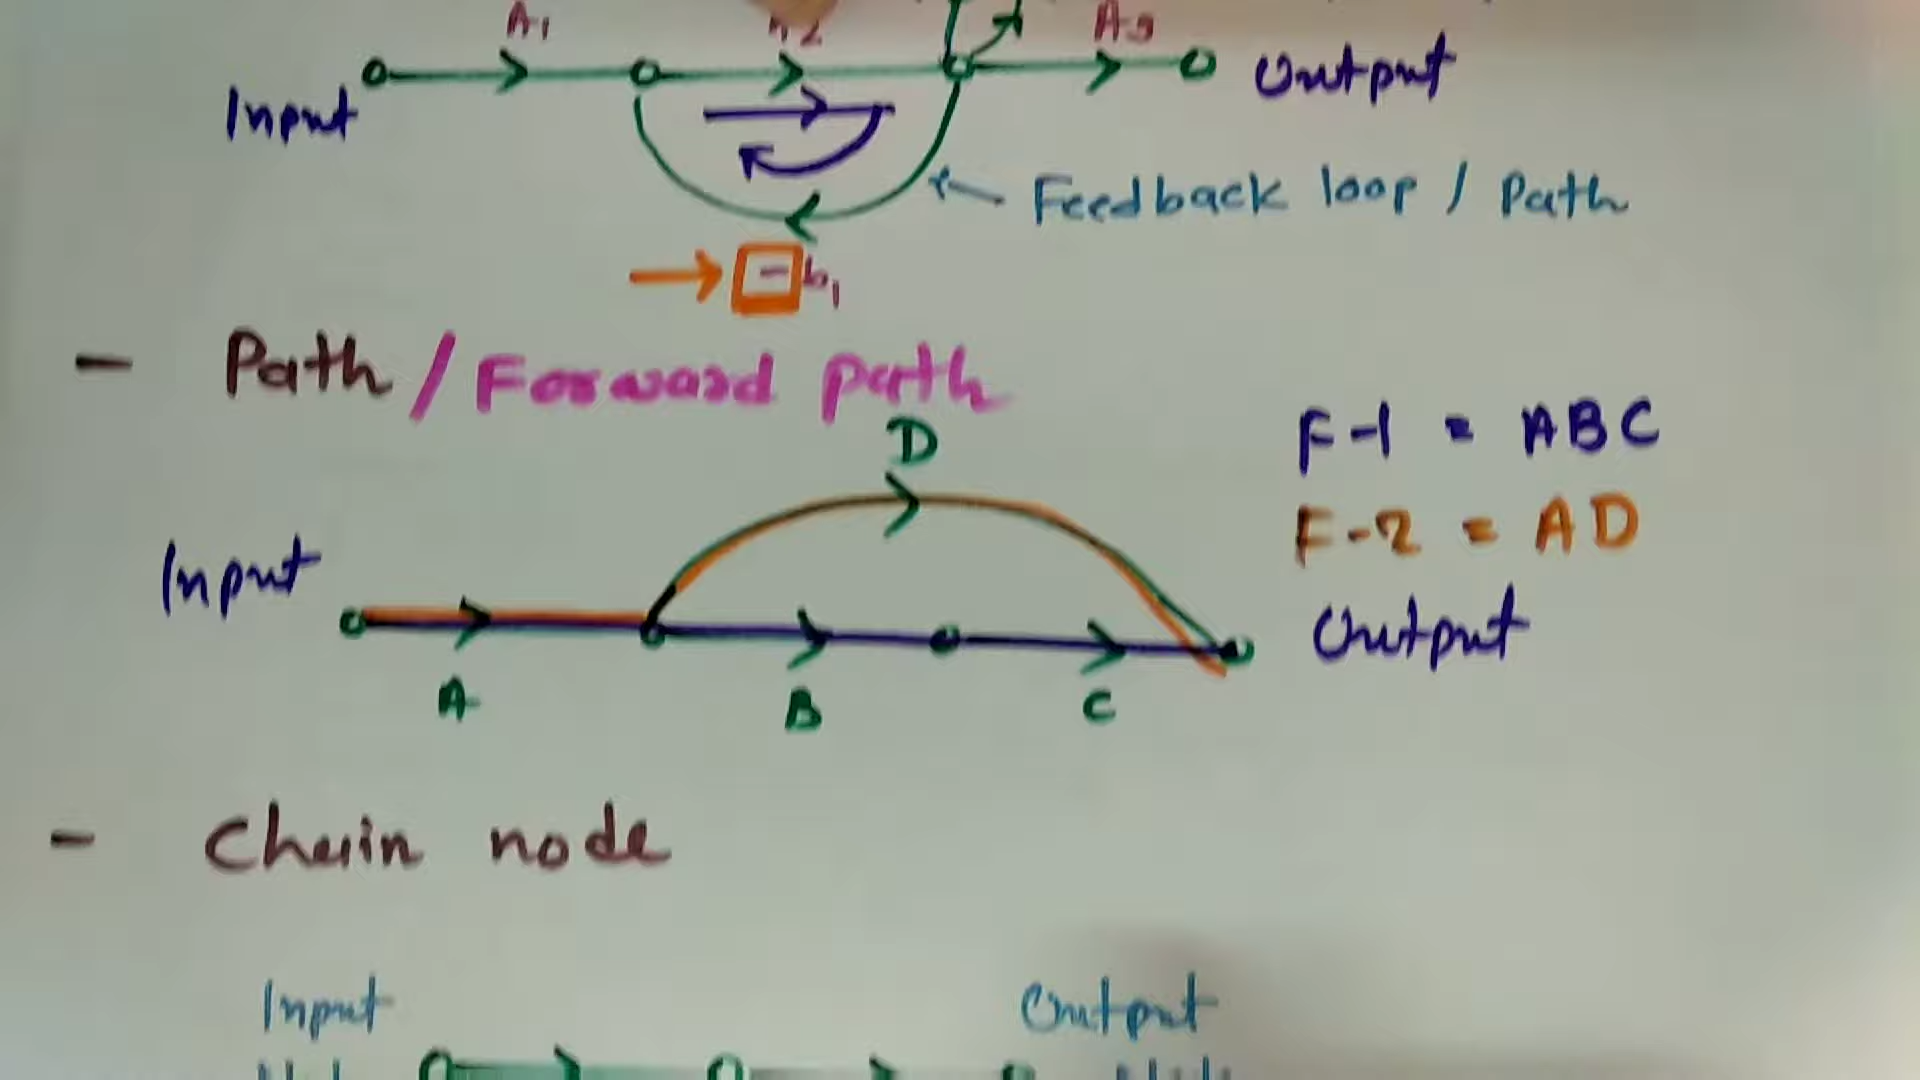 A1 A2 A3
Input
Output
Feedback loop / Path
-b1
- Path / Forward path
D
F-1 = ABC
F-2 = AD
Input
Output
A B C
- Chain node
Input Output